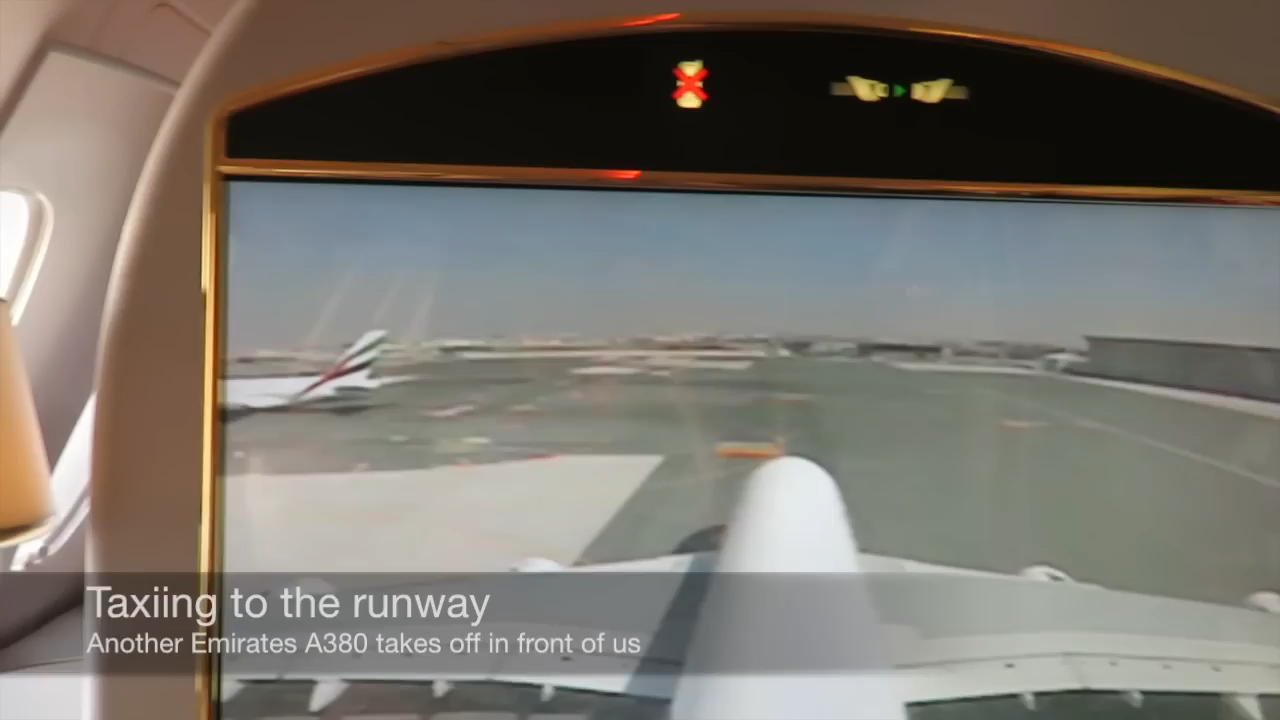 Taxiing to the runway
Another Emirates A380 takes off in front of us